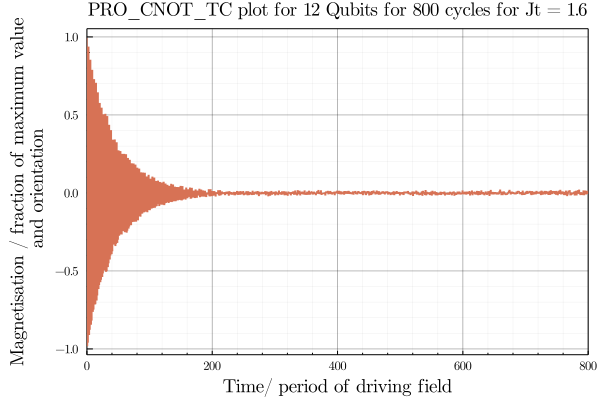 PRO_CNOT_TC plot for 12 Qubits for 800 cycles for Jt = 1.6
Magnetisation / fraction of maximum value
and orientation
1.0
0.5
0.0
−0.5
−1.0
0 200 400 600 800
Time/ period of driving field